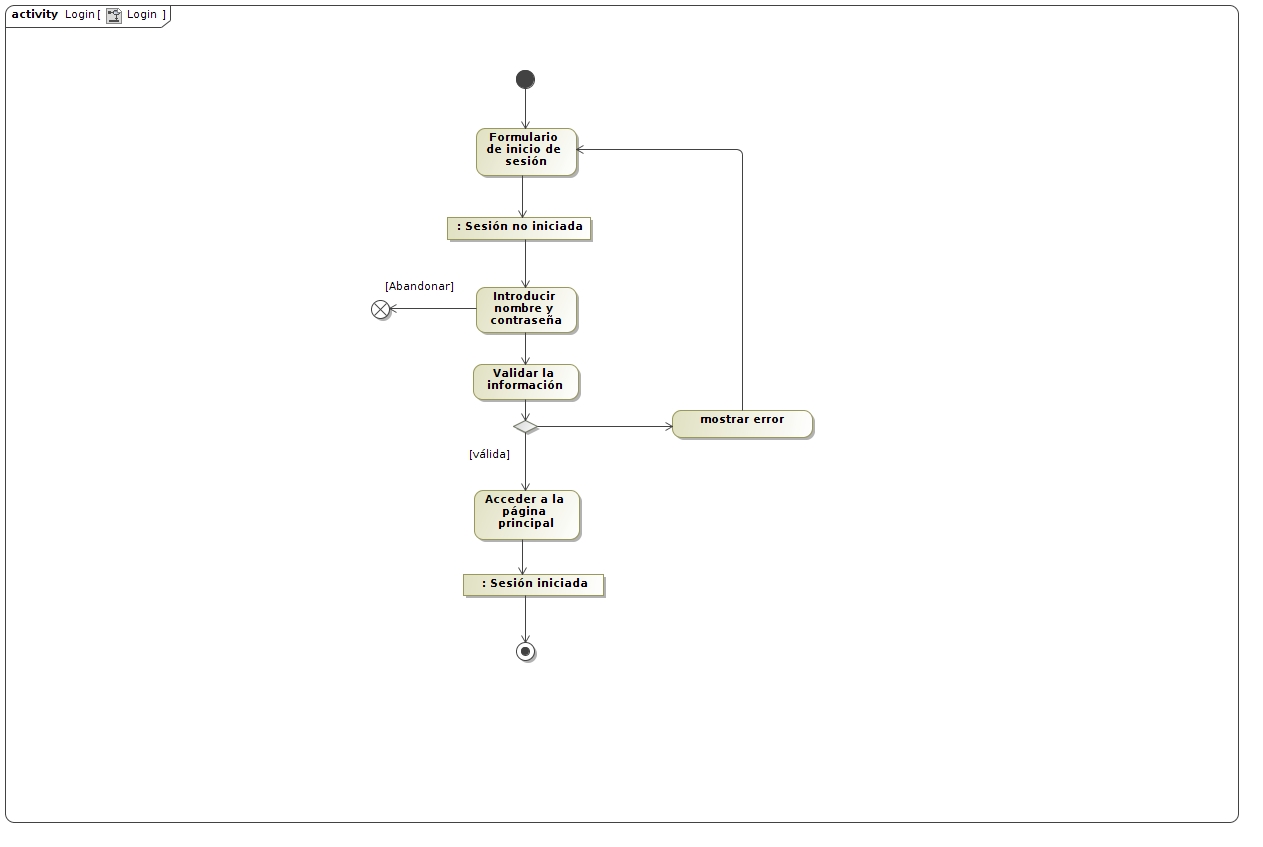 activity Login [ Login ]
Formulario
de inicio de
sesión
: Sesión no iniciada
[Abandonar]
Introducir
nombre y
contraseña
Validar la
información
mostrar error
[válida]
Acceder a la
página
principal
: Sesión iniciada